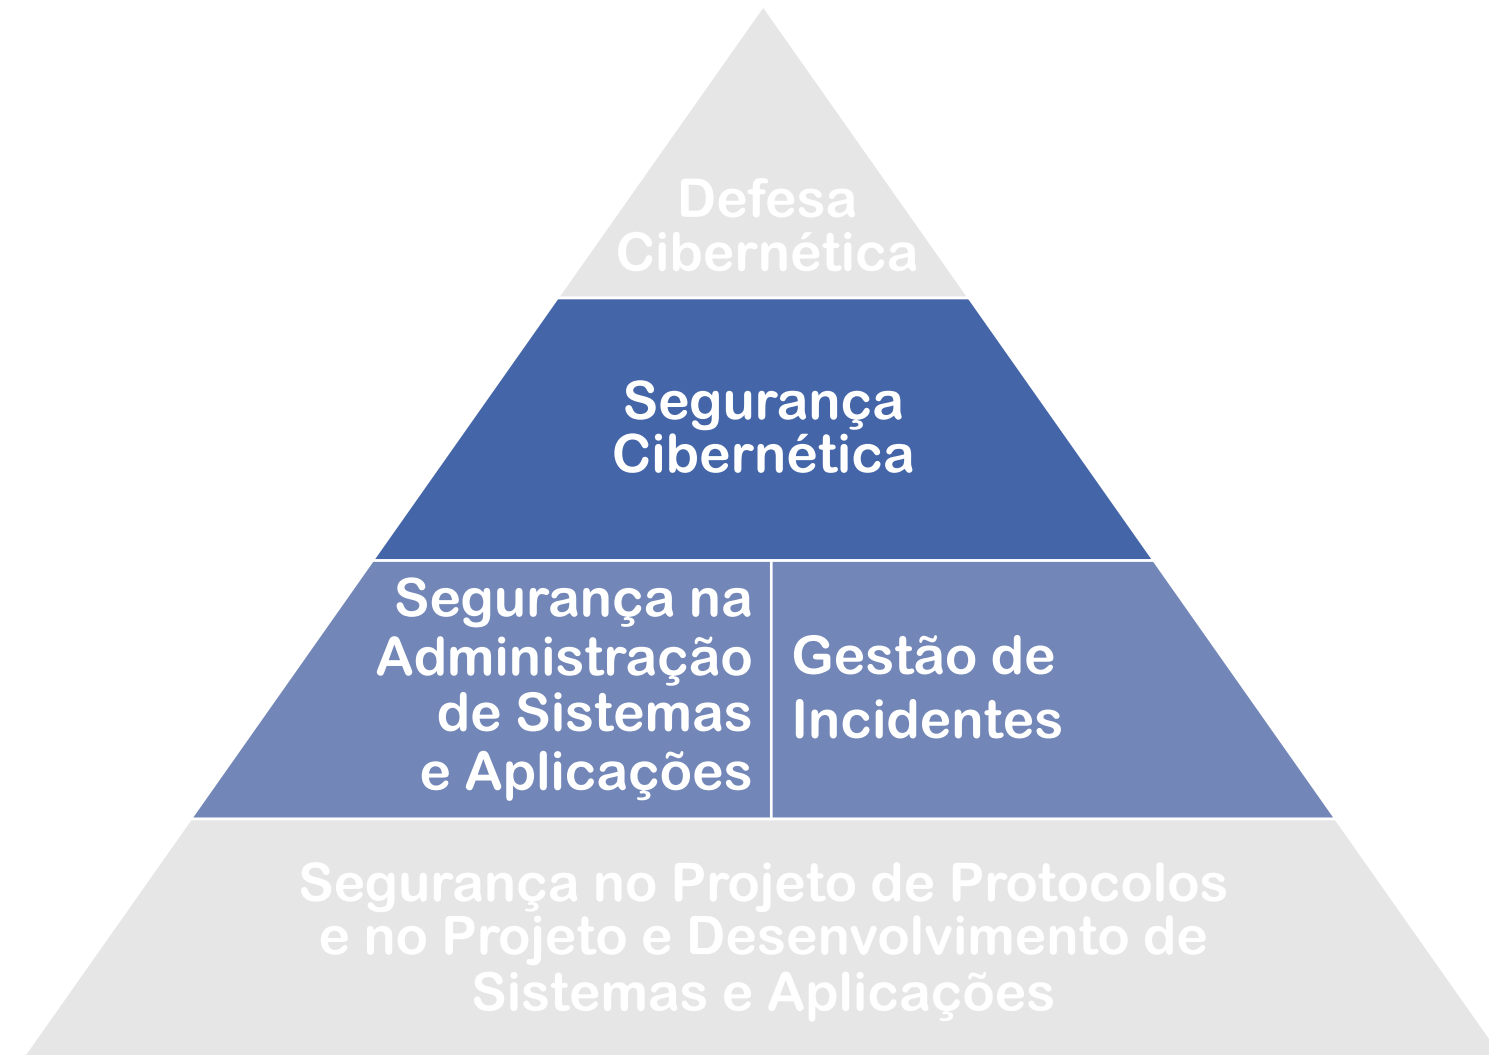 Defesa
Cibernética
Segurança
Cibernética
Segurança na
Administração
de Sistemas
e Aplicações
Gestão de
Incidentes
Segurança no Projeto de Protocolos
e no Projeto e Desenvolvimento de
Sistemas e Aplicações